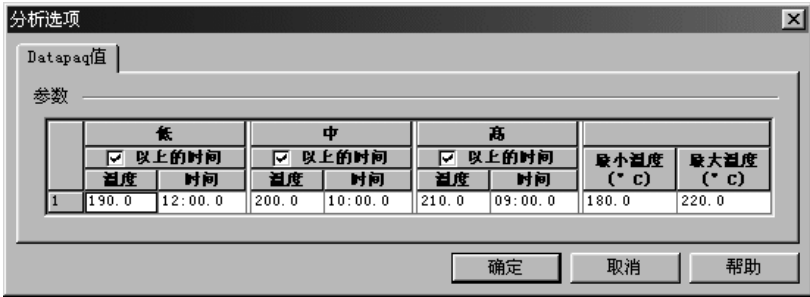 分析选项
Datapaq值
参数
低 中 高
以上的时间 以上的时间 以上的时间 最小温度 最大温度
温度 时间 温度 时间 温度 时间 (° C) (° C)
1 190.0 12:00.0 200.0 10:00.0 210.0 09:00.0 180.0 220.0
确定 取消 帮助